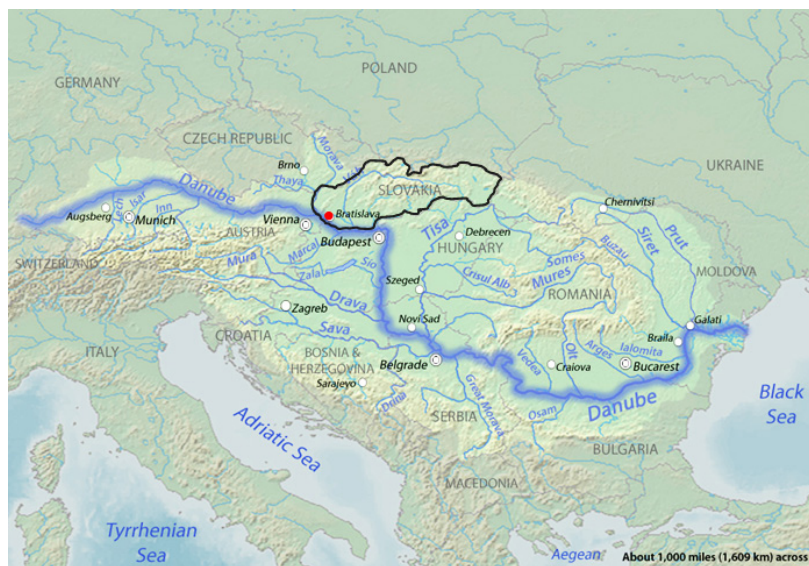 POLAND
GERMANY
CZECH REPUBLIC
Morava
Brno
Thaya
UKRAINE
SLOVAKIA
Danube
Augsberg
Lech
Isar
Inn
Munich
Vienna
Bratislava
AUSTRIA
Budapest
Tisa
Debrecen
HUNGARY
Chernivitsi
Prut
Siret
Buzau
SWITZERLAND
Mura
Marcal
Zalal
Sio
Szeged
Somes
Mures
Crisul Alb
ROMANIA
MOLDOVA
Drava
Zagreb
Sava
Novi Sad
Galati
Braila
CROATIA
ITALY
BOSNIA &
HERZEGOVINA
Belgrade
Sarajevo
Drina
Great Morava
Vedea
Olt
Craiova
Arges
Ialomita
Bucarest
Danube
Osam
SERBIA
BULGARIA
Black
Sea
Adriatic Sea
MACEDONIA
Tyrrhenian
Sea
Aegean
About 1,000 miles (1,609 km) across